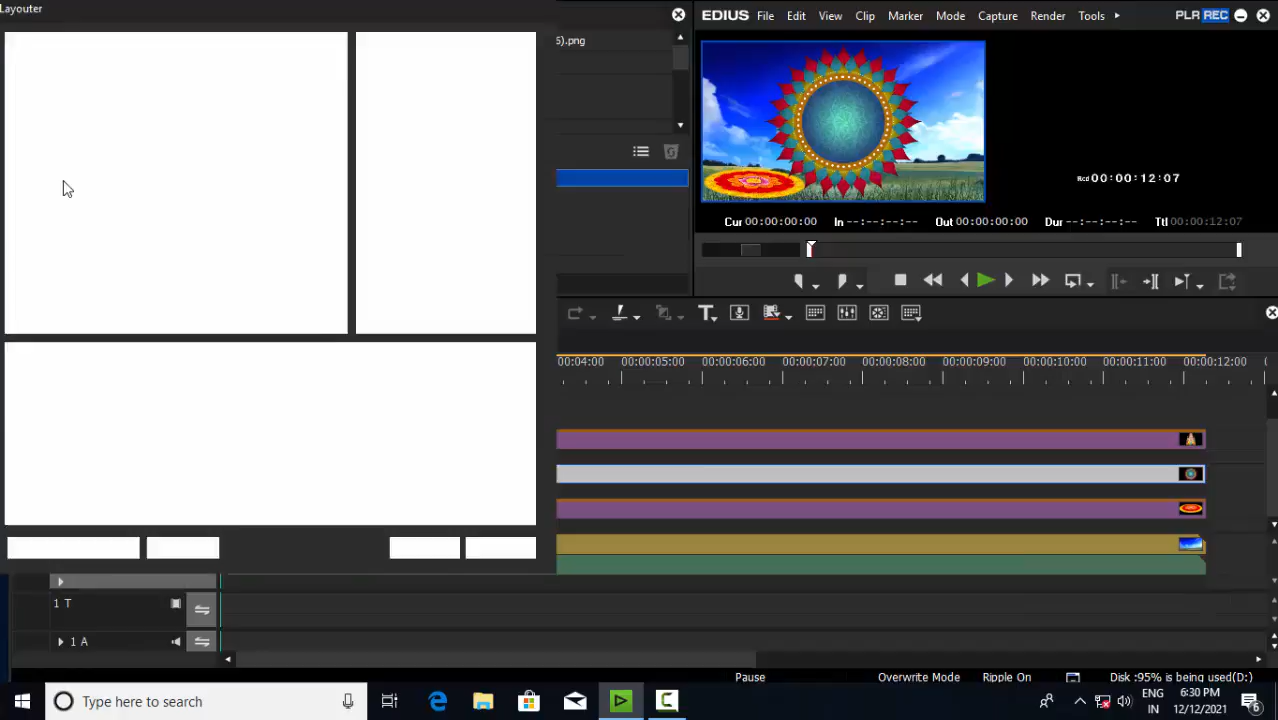 Layouter
5).png
EDIUS File Edit View Clip Marker Mode Capture Render Tools PLR REC
Rcd 00:00:12:07
Cur 00:00:00:00 In --:--:--:-- Out 00:00:00:00 Dur --:--:--:-- Ttl 00:00:12:07
00:00:04:00 00:00:05:00 00:00:06:00 00:00:07:00 00:00:08:00 00:00:09:00 00:00:10:00 00:00:11:00 00:00:12:00
1 T
1 A
Pause Overwrite Mode Ripple On Disk :95% is being used(D:)
Type here to search
ENG 6:30 PM
IN 12/12/2021
6